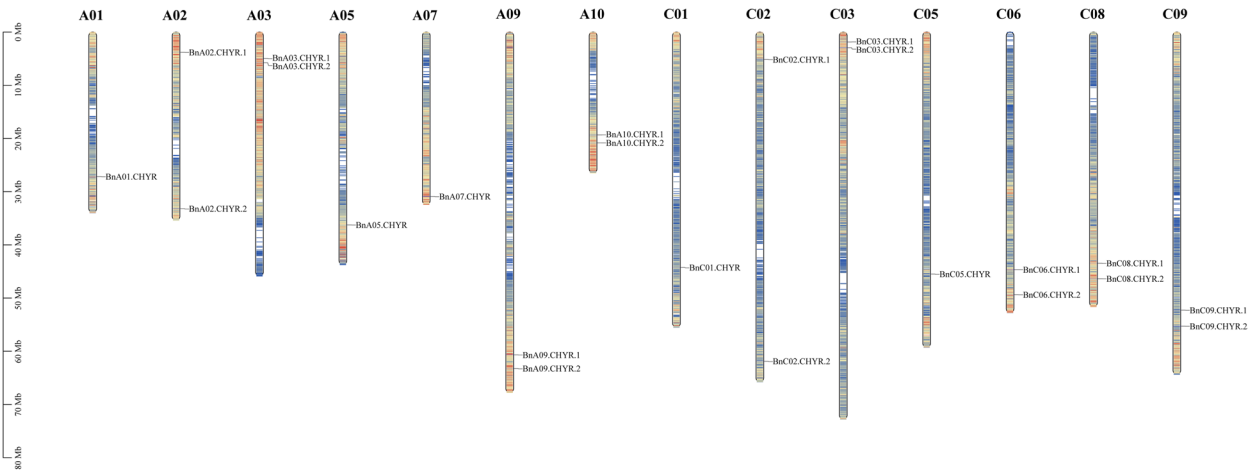 A01 A02 A03 A05 A07 A09 A10 C01 C02 C03 C05 C06 C08 C09
0 Mb
10 Mb
20 Mb
30 Mb
40 Mb
50 Mb
60 Mb
70 Mb
80 Mb
BnA01.CHYR
BnA02.CHYR.1
BnA02.CHYR.2
BnA03.CHYR.1
BnA03.CHYR.2
BnA05.CHYR
BnA07.CHYR
BnA09.CHYR.1
BnA09.CHYR.2
BnA10.CHYR.1
BnA10.CHYR.2
BnC01.CHYR
BnC02.CHYR.1
BnC02.CHYR.2
BnC03.CHYR.1
BnC03.CHYR.2
BnC05.CHYR
BnC06.CHYR.1
BnC06.CHYR.2
BnC08.CHYR.1
BnC08.CHYR.2
BnC09.CHYR.1
BnC09.CHYR.2